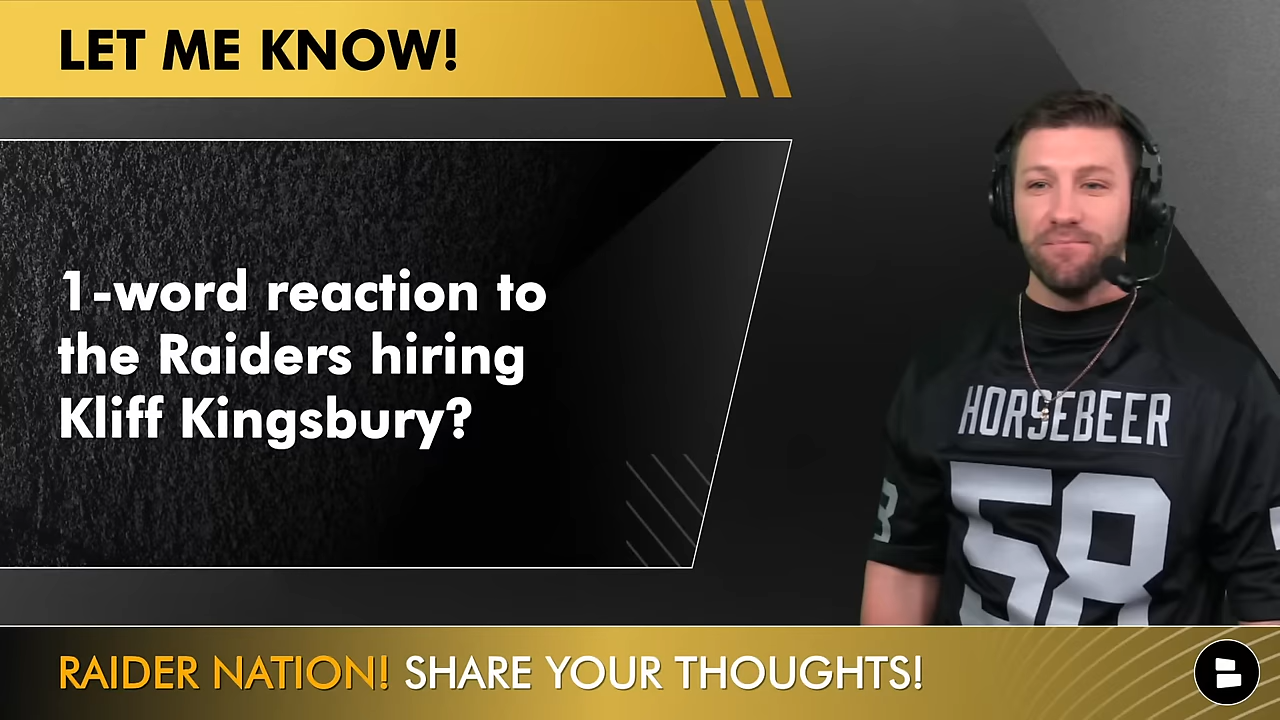 LET ME KNOW!
1-word reaction to
the Raiders hiring
Kliff Kingsbury?
HORSEBEER
58
RAIDER NATION! SHARE YOUR THOUGHTS!